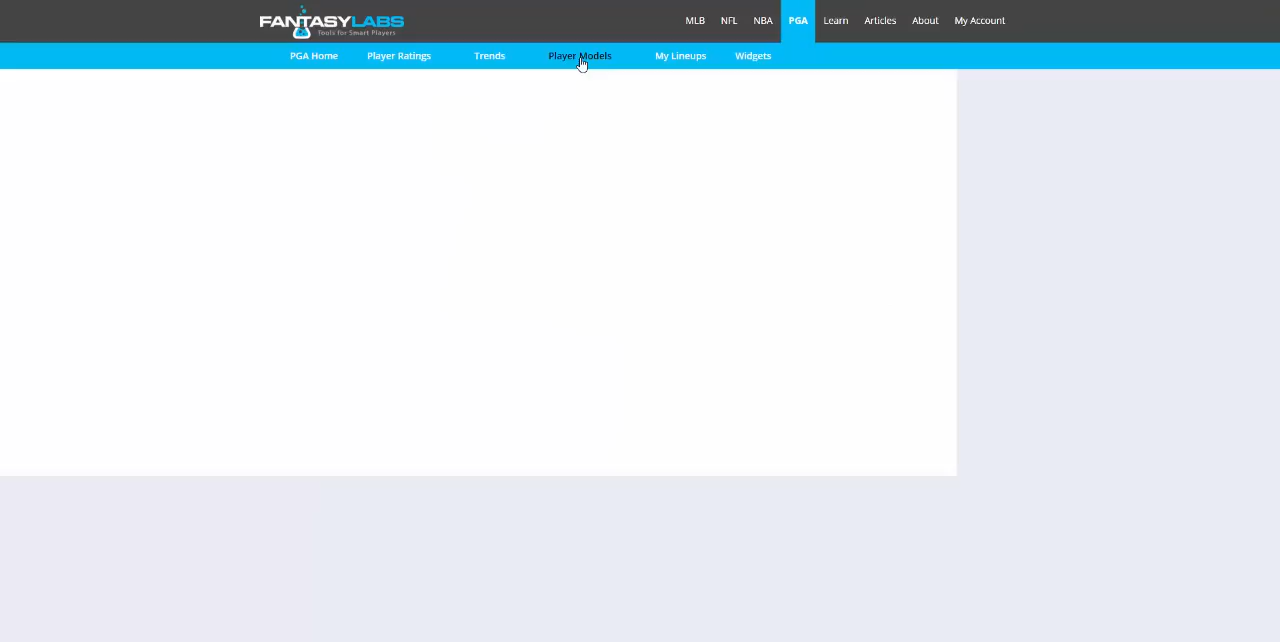 FANTASYLABS
Tools for Smart Players
MLB NFL NBA PGA Learn Articles About My Account
PGA Home Player Ratings Trends Player Models My Lineups Widgets